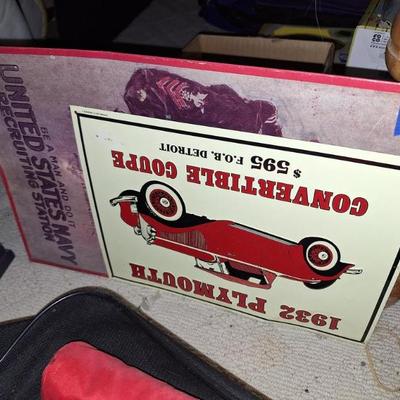 1932 PLYMOUTH
CONVERTIBLE COUPE
$595 F.O.B. DETROIT
BE A MAN AND DO IT
UNITED STATES NAVY
RECRUITING STATION